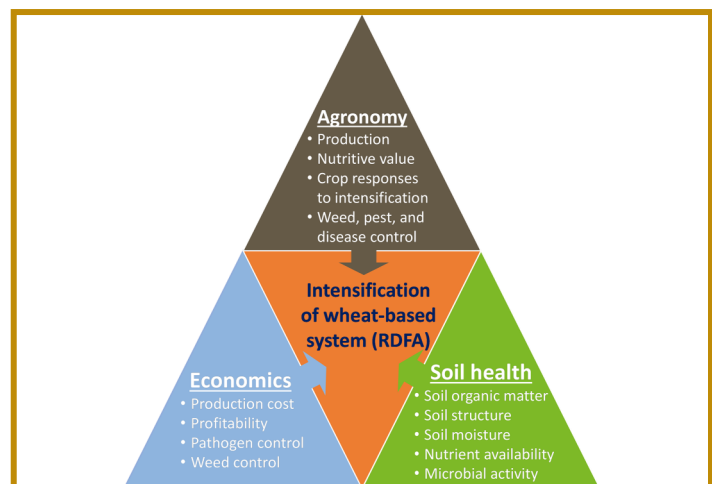 Agronomy
• Production
• Nutritive value
• Crop responses
to intensification
• Weed, pest, and
disease control
Intensification
of wheat-based
system (RDFA)
Economics
• Production cost
• Profitability
• Pathogen control
• Weed control
Soil health
• Soil organic matter
• Soil structure
• Soil moisture
• Nutrient availability
• Microbial activity